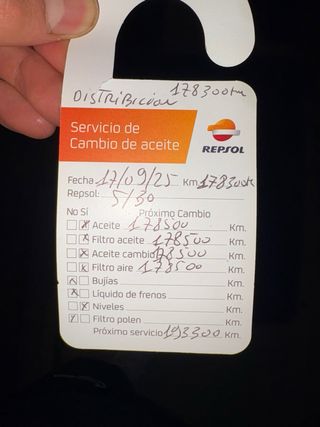 DISTRIBICION 178300km
Servicio de
Cambio de aceite
REPSOL
Fecha 17/09/25 Km 178300km
Repsol: 5/30
No Sí Próximo Cambio
Aceite 178500 Km.
Filtro aceite 178500 Km.
Aceite cambio 178500 Km.
Filtro aire 178500 Km.
Bujías Km.
Líquido de frenos Km.
Niveles Km.
Filtro polen Km.
Próximo servicio 193300 Km.